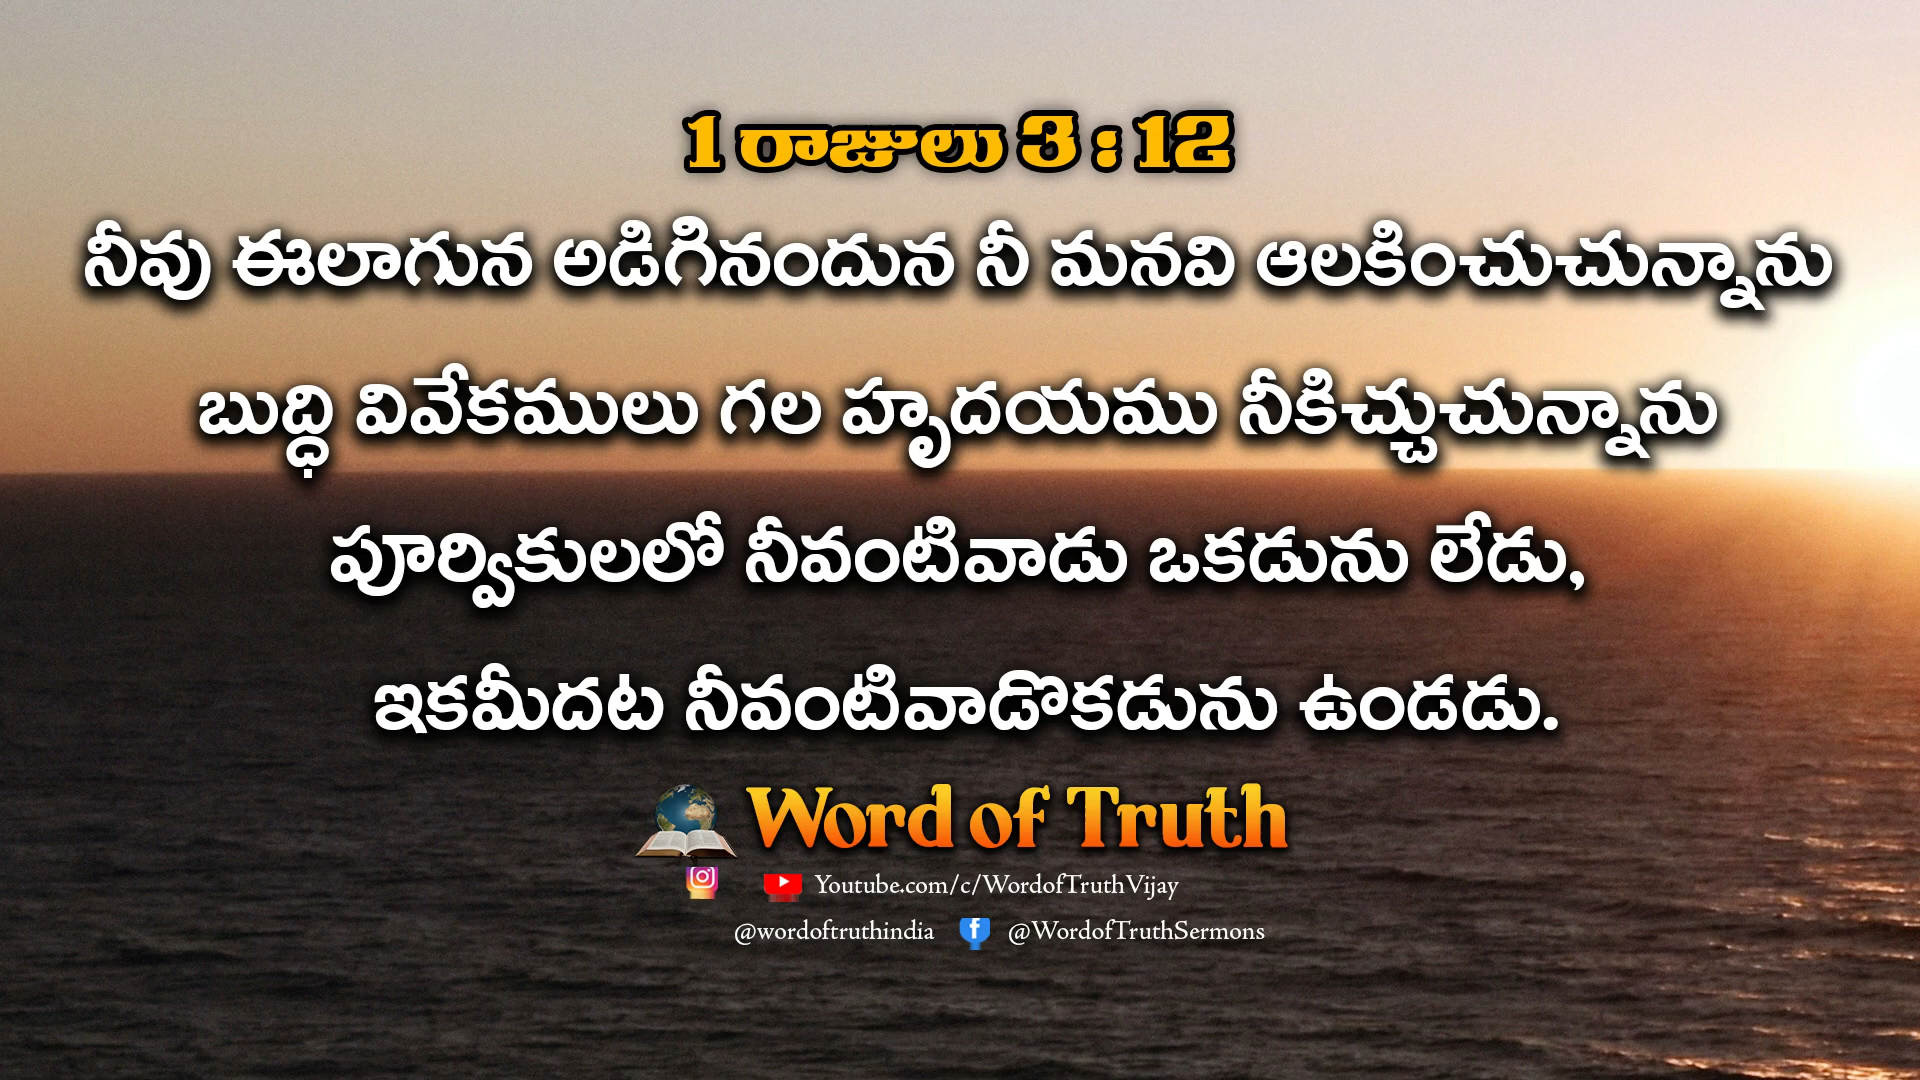 1 రాజులు 3 : 12
నీవు ఈలాగున అడిగినందున నీ మనవి ఆలకించుచున్నాను
బుద్ధి వివేకములు గల హృదయము నీకిచ్చుచున్నాను
పూర్వికులలో నీవంటివాడు ఒకడును లేడు,
ఇకమీదట నీవంటివాడొకడును ఉండడు.
Word of Truth
Youtube.com/c/WordofTruthVijay
@wordoftruthindia @WordofTruthSermons